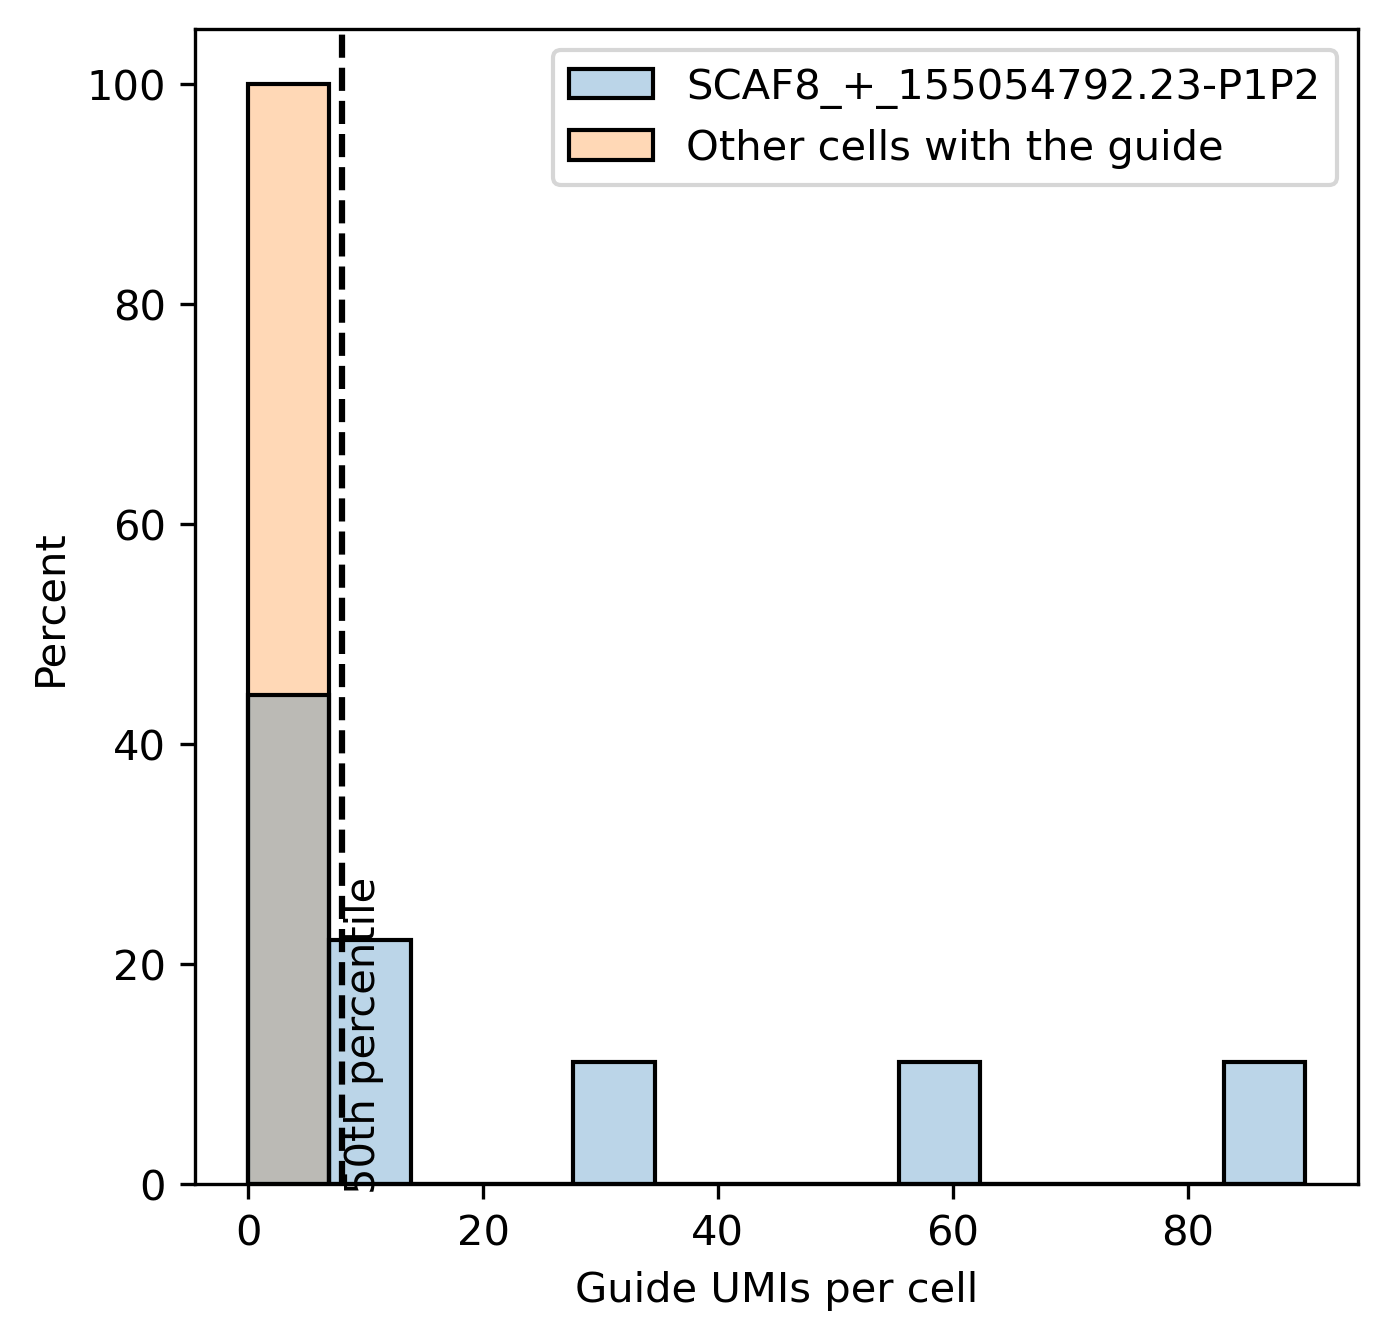 SCAF8_+_155054792.23-P1P2
Other cells with the guide
100
80
60
40
20
0
Percent
50th percentile
0 20 40 60 80
Guide UMIs per cell